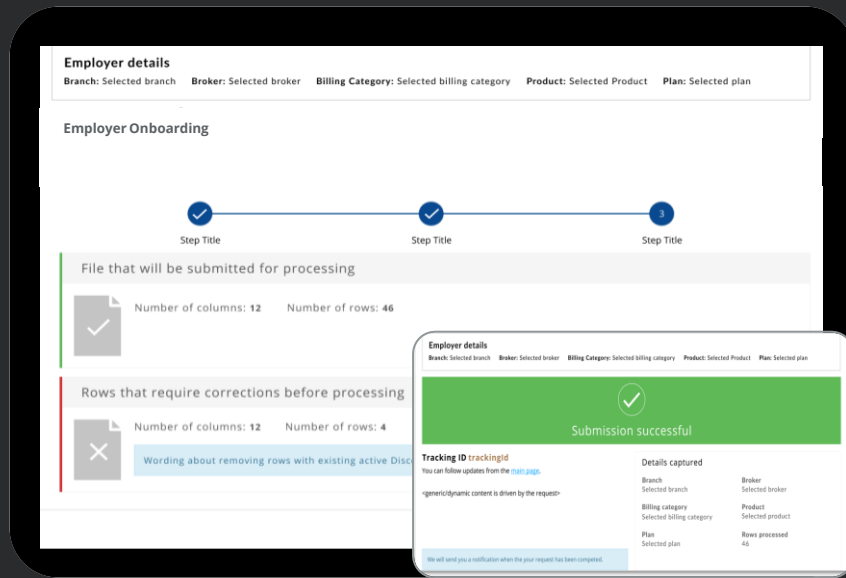 Employer details
Branch: Selected branch Broker: Selected broker Billing Category: Selected billing category Product: Selected Product Plan: Selected plan
Employer Onboarding
3
Step Title Step Title Step Title
File that will be submitted for processing
Number of columns: 12 Number of rows: 46
Rows that require corrections before processing
Number of columns: 12 Number of rows: 4
Wording about removing rows with existing active
Employer details
Branch: Selected branch Broker: Selected broker Billing Category: Selected billing category Product: Selected Product Plan: Selected plan
Submission successful
Tracking ID trackingId
You can follow updates from the main page.
<generic/dynamic content is driven by the request>
We will send you a notification when the your request has been competed.
Details captured
Branch Broker
Selected branch Selected broker
Billing category Product
Selected billing category Selected product
Plan Rows processed
Selected plan 46